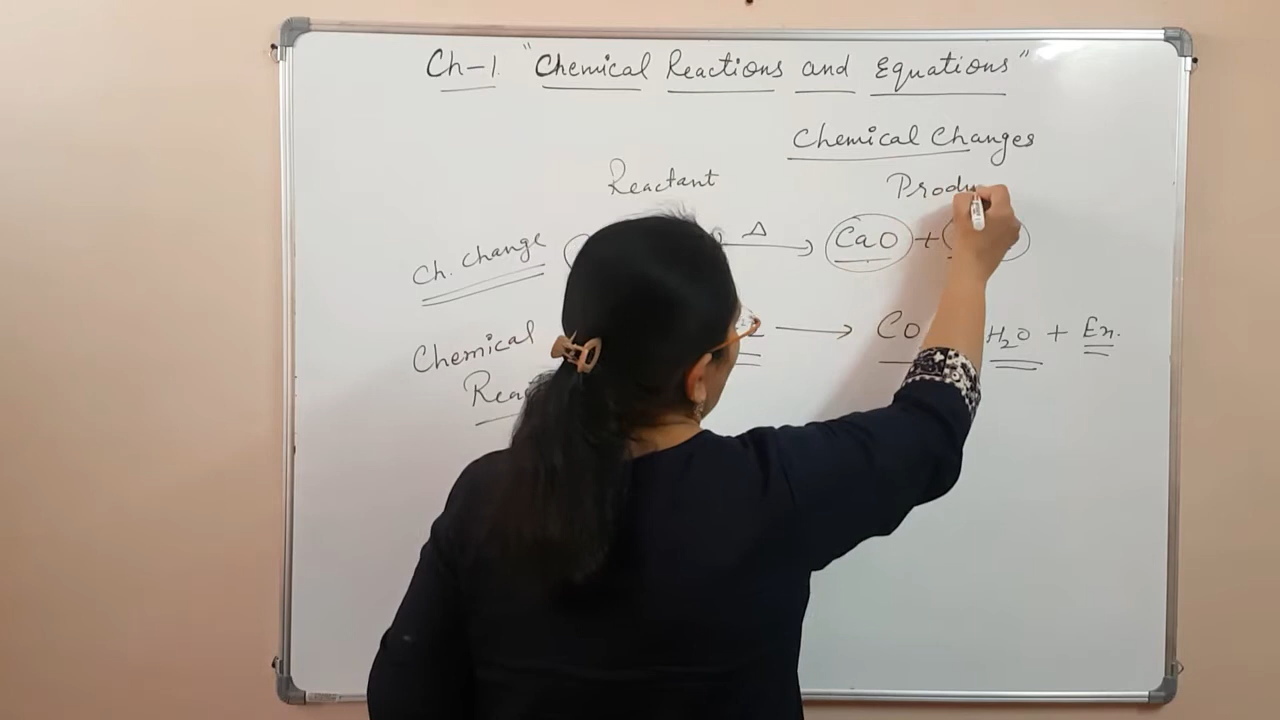 Ch-1. "Chemical Reactions and Equations"
Chemical Changes
Reactant Produ
Ch. change Δ → CaO +
Chemical → CO H₂O + En.
Rea